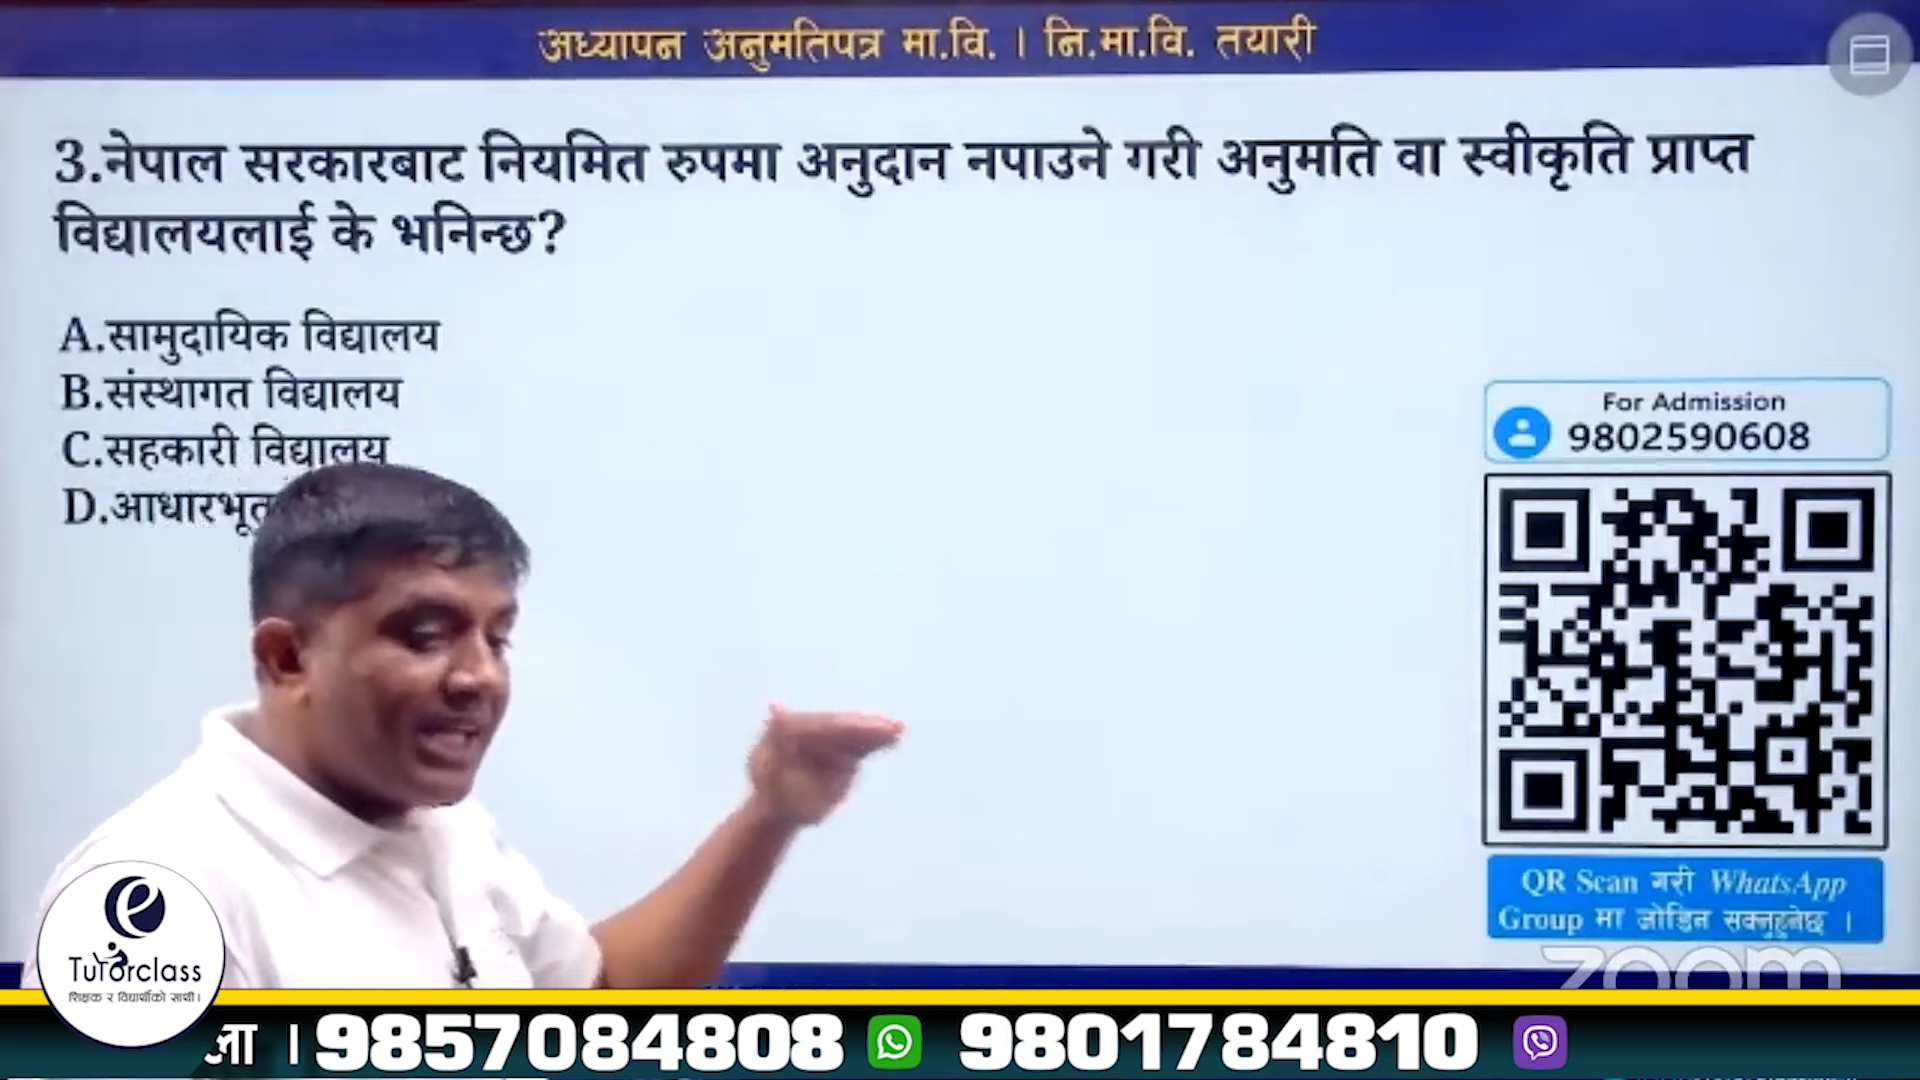 अध्यापन अनुमतिपत्र मा.वि. । नि.मा.वि. तयारी
3.नेपाल सरकारबाट नियमित रुपमा अनुदान नपाउने गरी अनुमति वा स्वीकृति प्राप्त
विद्यालयलाई के भनिन्छ?
A.सामुदायिक विद्यालय
B.संस्थागत विद्यालय
C.सहकारी विद्यालय
D.आधारभूत
For Admission
9802590608
QR Scan गरी WhatsApp
Group मा जोडिन सक्नुहुनेछ ।
zoom
e
Tutorclass
शिक्षक र विद्यार्थीको साथी।
ला । 9857084808 9801784810